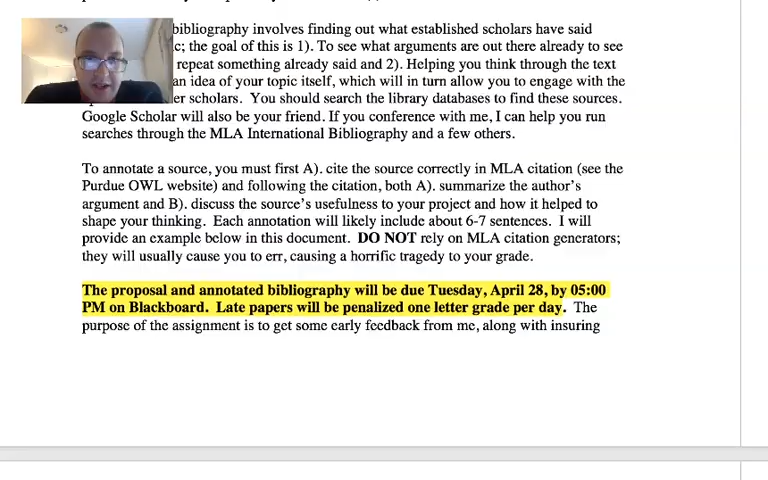 bibliography involves finding out what established scholars have said
c; the goal of this is 1). To see what arguments are out there already to see
repeat something already said and 2). Helping you think through the text
an idea of your topic itself, which will in turn allow you to engage with the
er scholars. You should search the library databases to find these sources.
Google Scholar will also be your friend. If you conference with me, I can help you run
searches through the MLA International Bibliography and a few others.
To annotate a source, you must first A). cite the source correctly in MLA citation (see the
Purdue OWL website) and following the citation, both A). summarize the author's
argument and B). discuss the source's usefulness to your project and how it helped to
shape your thinking. Each annotation will likely include about 6-7 sentences. I will
provide an example below in this document. DO NOT rely on MLA citation generators;
they will usually cause you to err, causing a horrific tragedy to your grade.
The proposal and annotated bibliography will be due Tuesday, April 28, by 05:00
PM on Blackboard. Late papers will be penalized one letter grade per day. The
purpose of the assignment is to get some early feedback from me, along with insuring